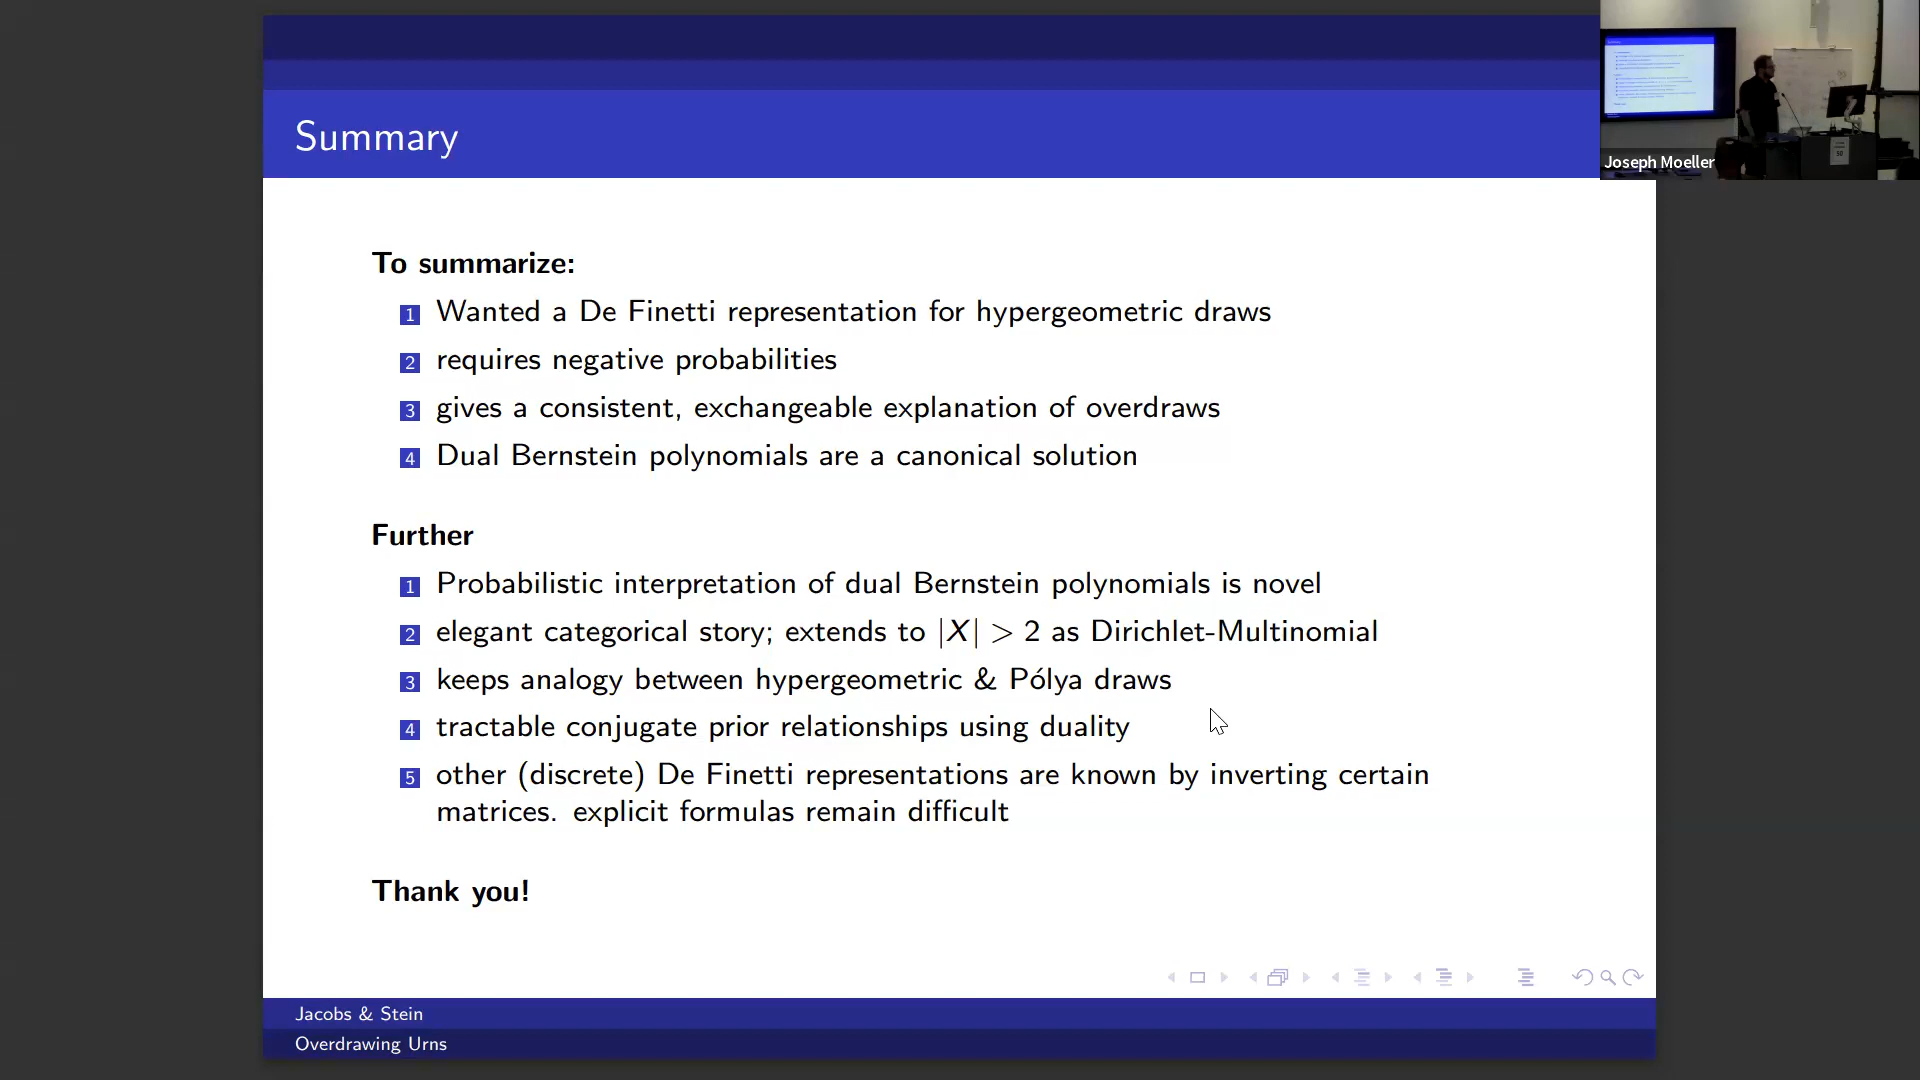 Summary
Joseph Moeller
To summarize:
1 Wanted a De Finetti representation for hypergeometric draws
2 requires negative probabilities
3 gives a consistent, exchangeable explanation of overdraws
4 Dual Bernstein polynomials are a canonical solution
Further
1 Probabilistic interpretation of dual Bernstein polynomials is novel
2 elegant categorical story; extends to |X| > 2 as Dirichlet-Multinomial
3 keeps analogy between hypergeometric & Pólya draws
4 tractable conjugate prior relationships using duality
5 other (discrete) De Finetti representations are known by inverting certain
matrices. explicit formulas remain difficult
Thank you!
Jacobs & Stein
Overdrawing Urns